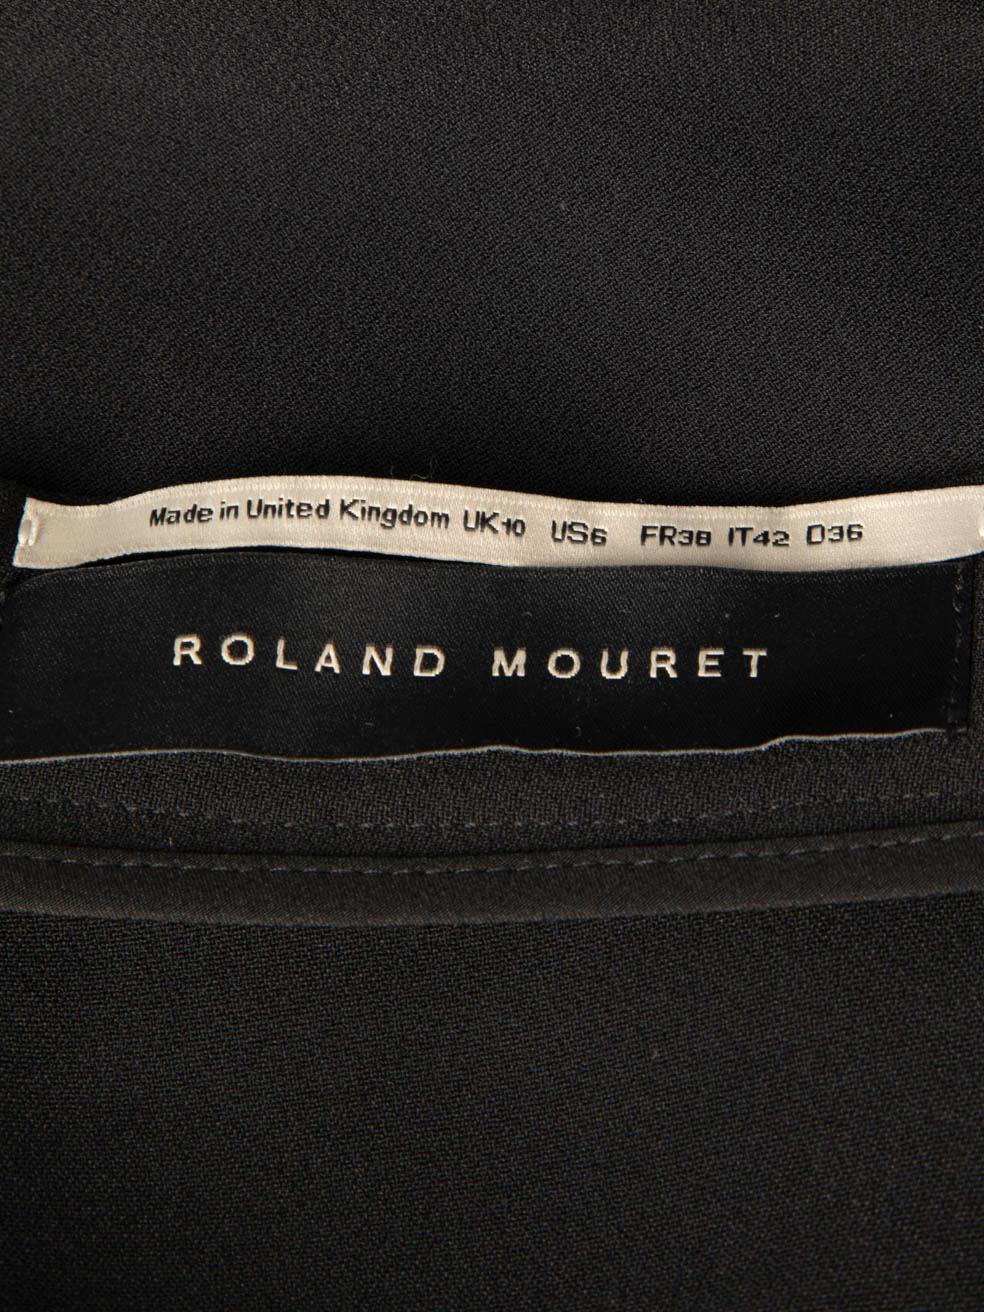 Made in United Kingdom UK10 US6 FR38 IT42 D36
ROLAND MOURET